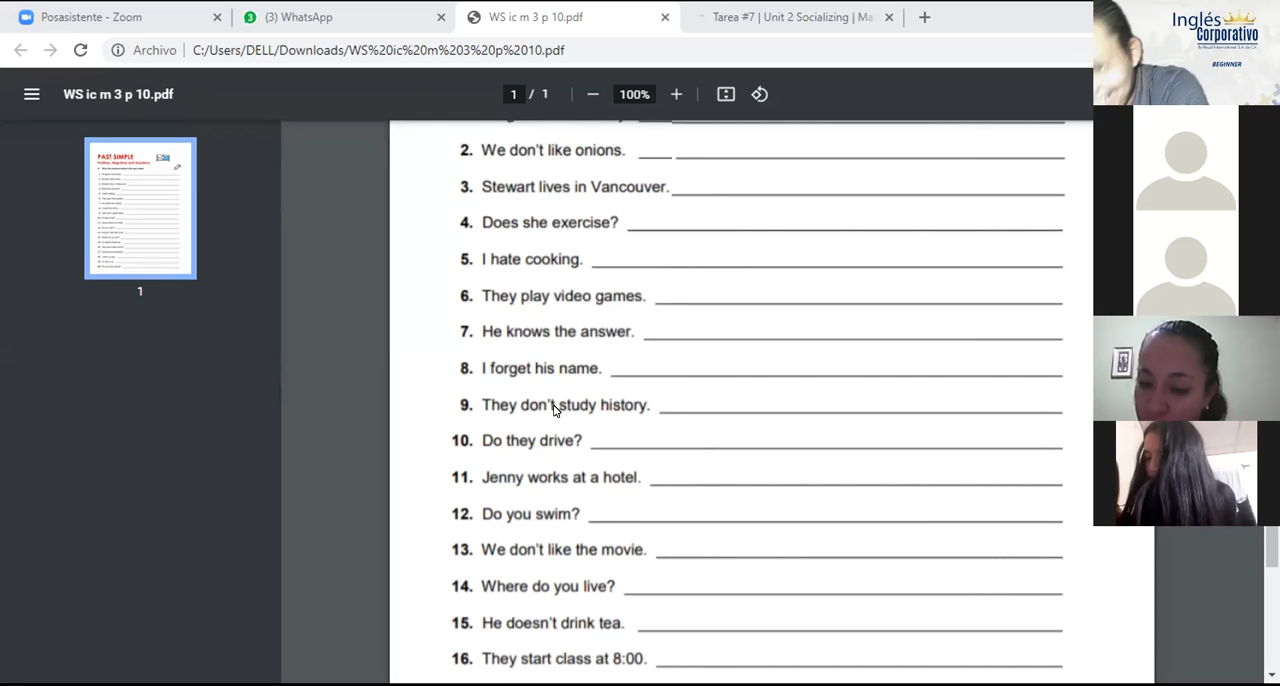 Posasistente - Zoom
(3) WhatsApp
WS ic m 3 p 10.pdf
Tarea #7 | Unit 2 Socializing | Ma
Archivo
C:/Users/DELL/Downloads/WS%20ic%20m%203%20p%2010.pdf
WS ic m 3 p 10.pdf
1 / 1
100%
Inglés
Corporativo
BEGINNER
PAST SIMPLE
1
2. We don't like onions.
3. Stewart lives in Vancouver.
4. Does she exercise?
5. I hate cooking.
6. They play video games.
7. He knows the answer.
8. I forget his name.
9. They don't study history.
10. Do they drive?
11. Jenny works at a hotel.
12. Do you swim?
13. We don't like the movie.
14. Where do you live?
15. He doesn't drink tea.
16. They start class at 8:00.